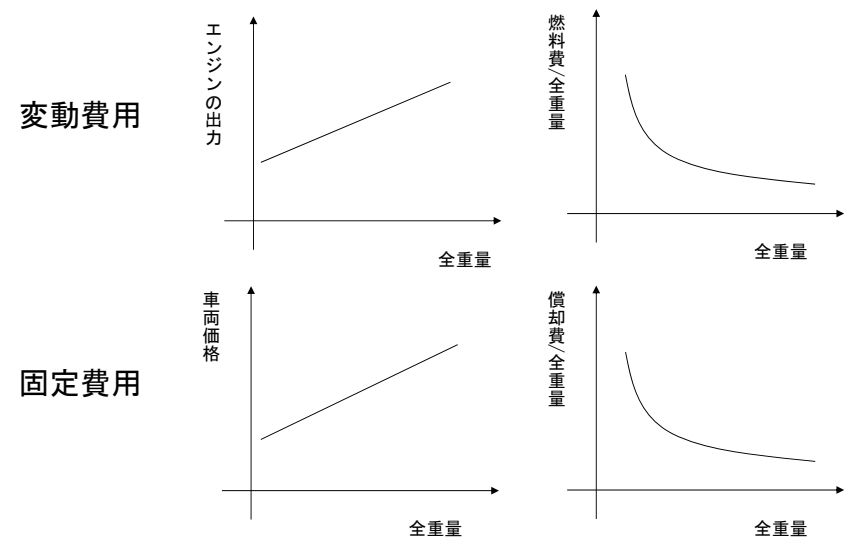 変動費用
エンジンの出力
全重量
燃料費/全重量
全重量
固定費用
車両価格
全重量
償却費/全重量
全重量